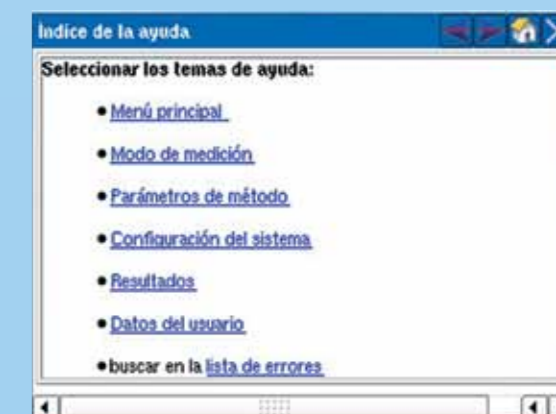 Índice de la ayuda
Seleccionar los temas de ayuda:
• Menú principal
• Modo de medición
• Parámetros de método
• Configuración del sistema
• Resultados
• Datos del usuario
• buscar en la lista de errores